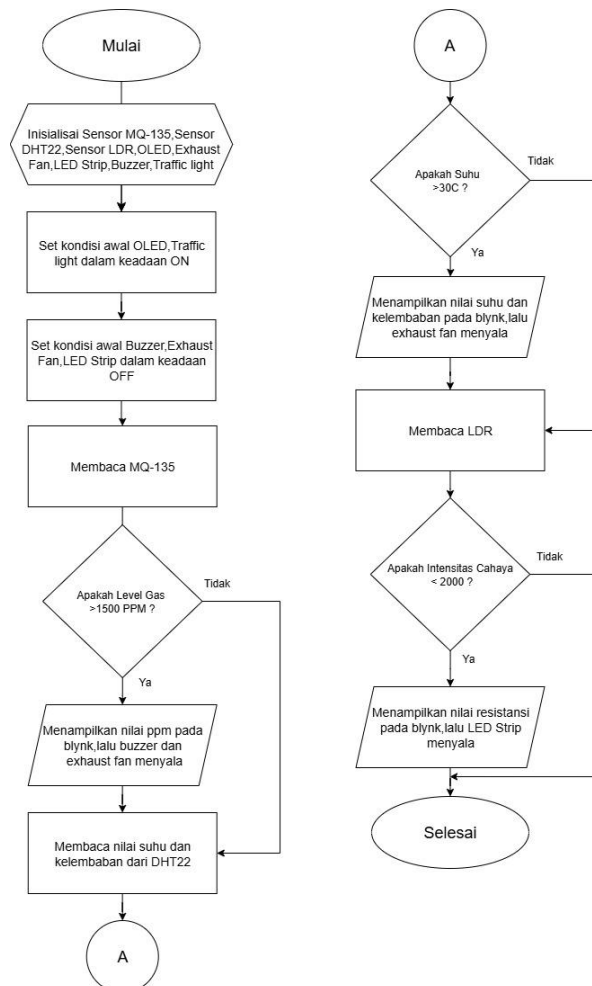 Mulai
Inisialisai Sensor MQ-135,Sensor
DHT22,Sensor LDR,OLED,Exhaust
Fan,LED Strip,Buzzer,Traffic light
Set kondisi awal OLED,Traffic
light dalam keadaan ON
Set kondisi awal Buzzer,Exhaust
Fan,LED Strip dalam keadaan
OFF
Membaca MQ-135
Apakah Level Gas
>1500 PPM ?
Tidak
Ya
Menampilkan nilai ppm pada
blynk,lalu buzzer dan
exhaust fan menyala
Membaca nilai suhu dan
kelembaban dari DHT22
A
A
Apakah Suhu
>30C ?
Tidak
Ya
Menampilkan nilai suhu dan
kelembaban pada blynk,lalu
exhaust fan menyala
Membaca LDR
Apakah Intensitas Cahaya
< 2000 ?
Tidak
Ya
Menampilkan nilai resistansi
pada blynk,lalu LED Strip
menyala
Selesai